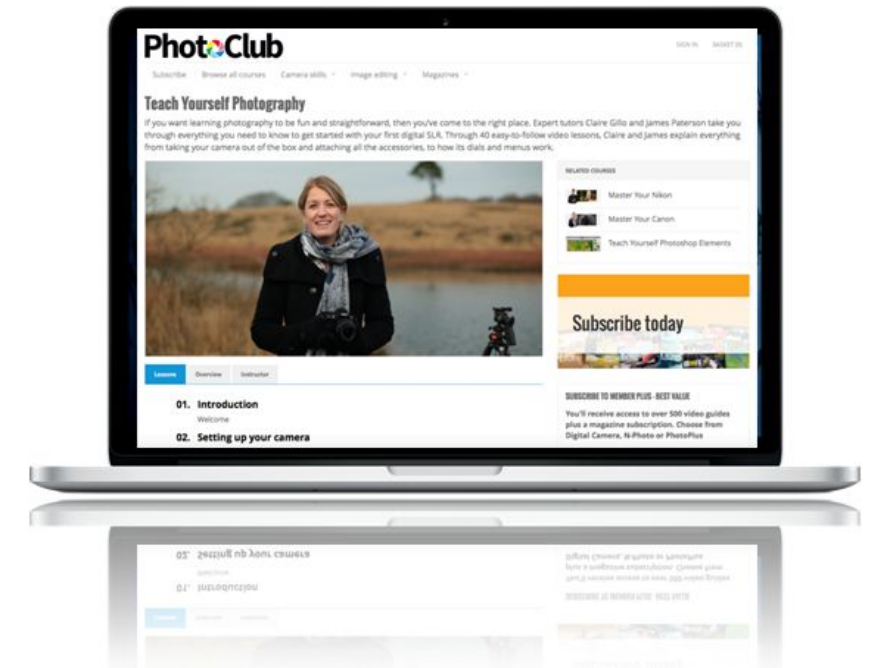 PhotoClub
SIGN IN BASKET (0)
Subscribe Browse all courses Camera skills Image editing Magazines
Teach Yourself Photography
If you want learning photography to be fun and straightforward, then you've come to the right place. Expert tutors Claire Gillo and James Paterson take you
through everything you need to know to get started with your first digital SLR. Through 40 easy-to-follow video lessons, Claire and James explain everything
from taking your camera out of the box and attaching all the accessories, to how its dials and menus work.
RELATED COURSES
Master Your Nikon
Master Your Canon
Teach Yourself Photoshop Elements
Subscribe today
Lessons Overview Instructor
01. Introduction
Welcome
02. Setting up your camera
SUBSCRIBE TO MEMBER PLUS - BEST VALUE
You'll receive access to over 500 video guides
plus a magazine subscription. Choose from
Digital Camera, N-Photo or PhotoPlus